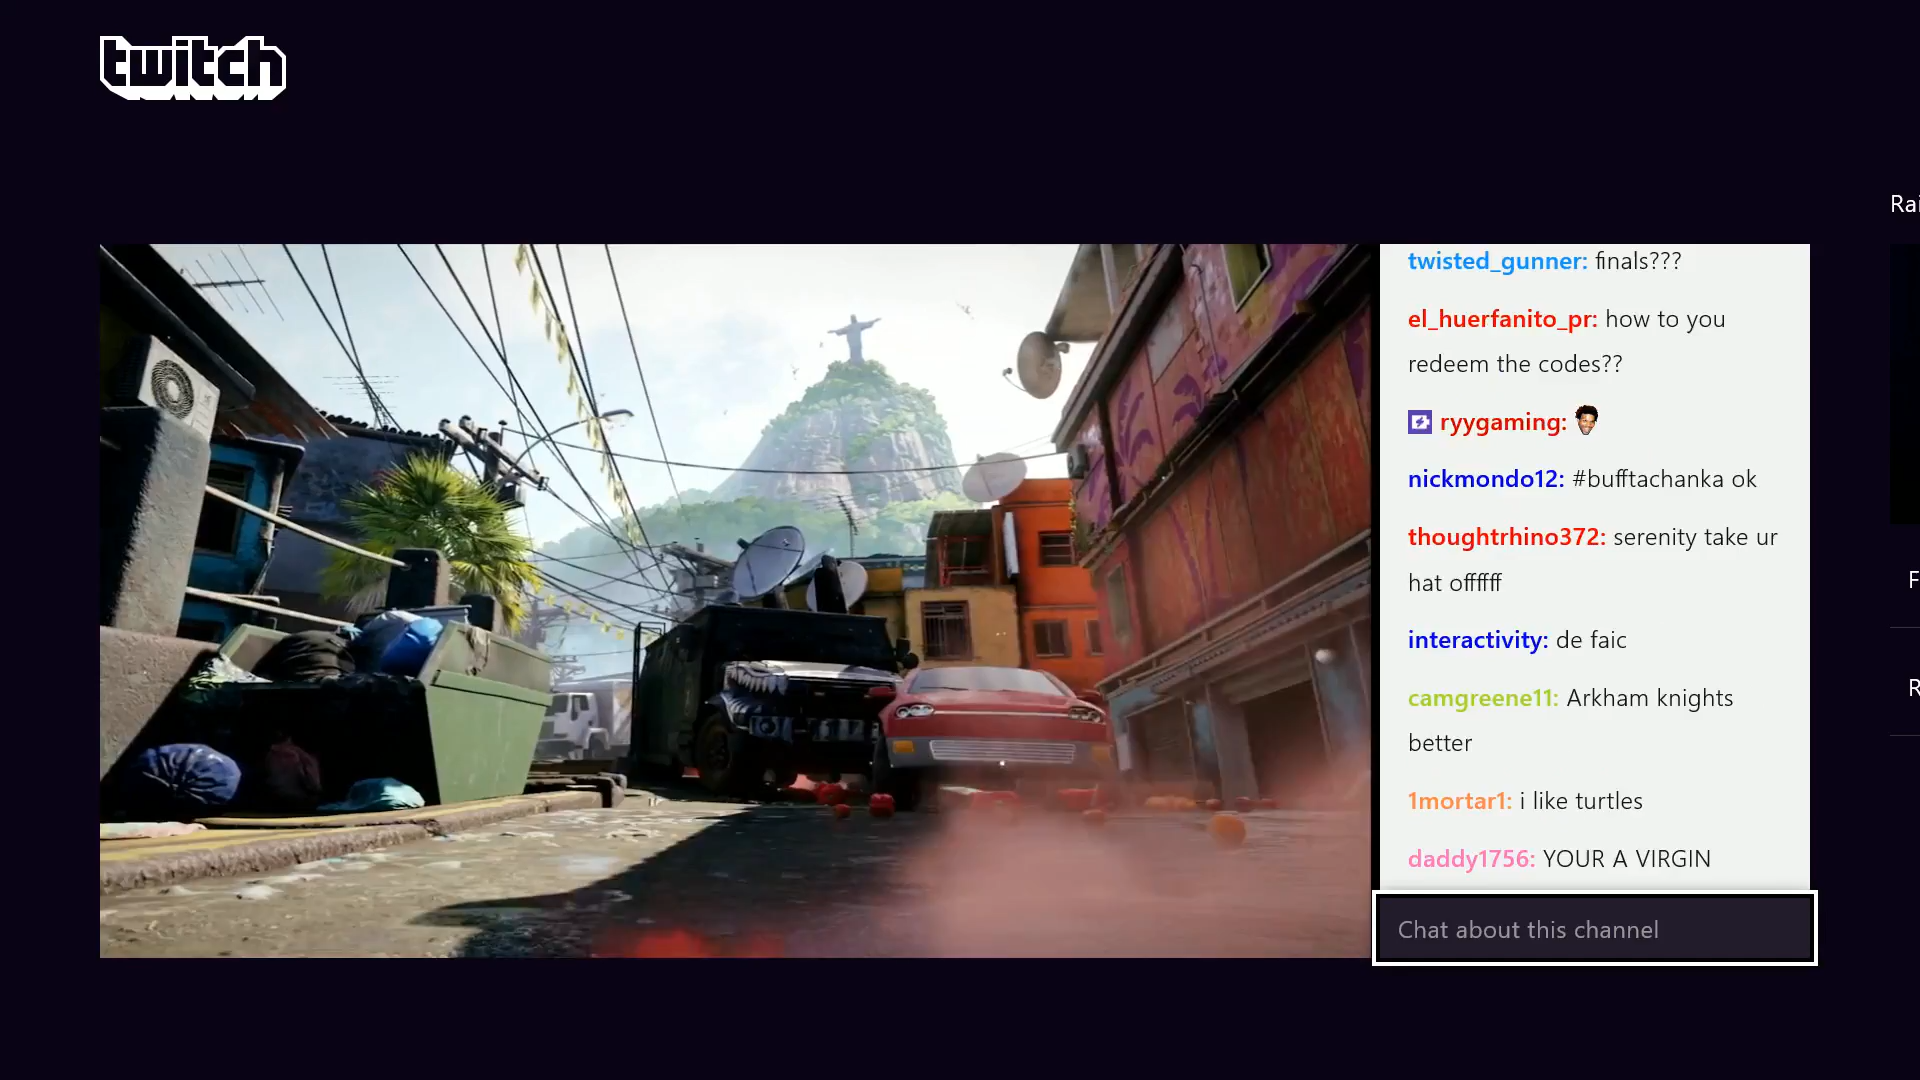 twitch
Rai
twisted_gunner: finals???
el_huerfanito_pr: how to you
redeem the codes??
ryygaming:
nickmondo12: #bufftachanka ok
thoughtrhino372: serenity take ur
hat offffff
interactivity: de faic
camgreene11: Arkham knights
better
1mortar1: i like turtles
daddy1756: YOUR A VIRGIN
Chat about this channel
F
R